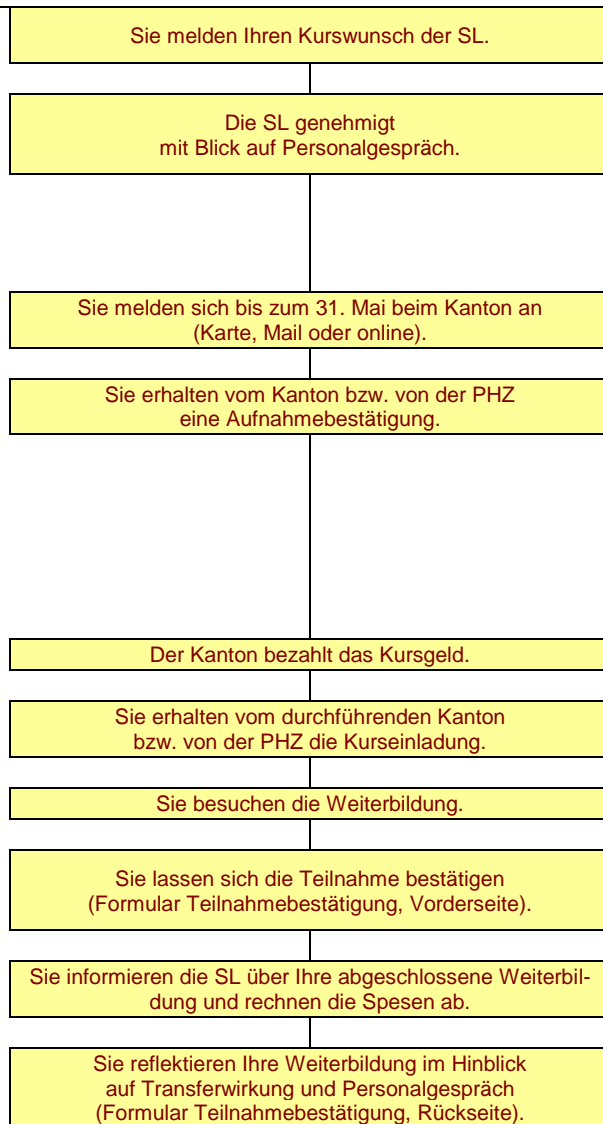 Sie melden Ihren Kurswunsch der SL.
Die SL genehmigt
mit Blick auf Personalgespräch.
Sie melden sich bis zum 31. Mai beim Kanton an
(Karte, Mail oder online).
Sie erhalten vom Kanton bzw. von der PHZ
eine Aufnahmebestätigung.
Der Kanton bezahlt das Kursgeld.
Sie erhalten vom durchführenden Kanton
bzw. von der PHZ die Kurseinladung.
Sie besuchen die Weiterbildung.
Sie lassen sich die Teilnahme bestätigen
(Formular Teilnahmebestätigung, Vorderseite).
Sie informieren die SL über Ihre abgeschlossene Weiterbil-
dung und rechnen die Spesen ab.
Sie reflektieren Ihre Weiterbildung im Hinblick
auf Transferwirkung und Personalgespräch
(Formular Teilnahmebestätigung, Rückseite).